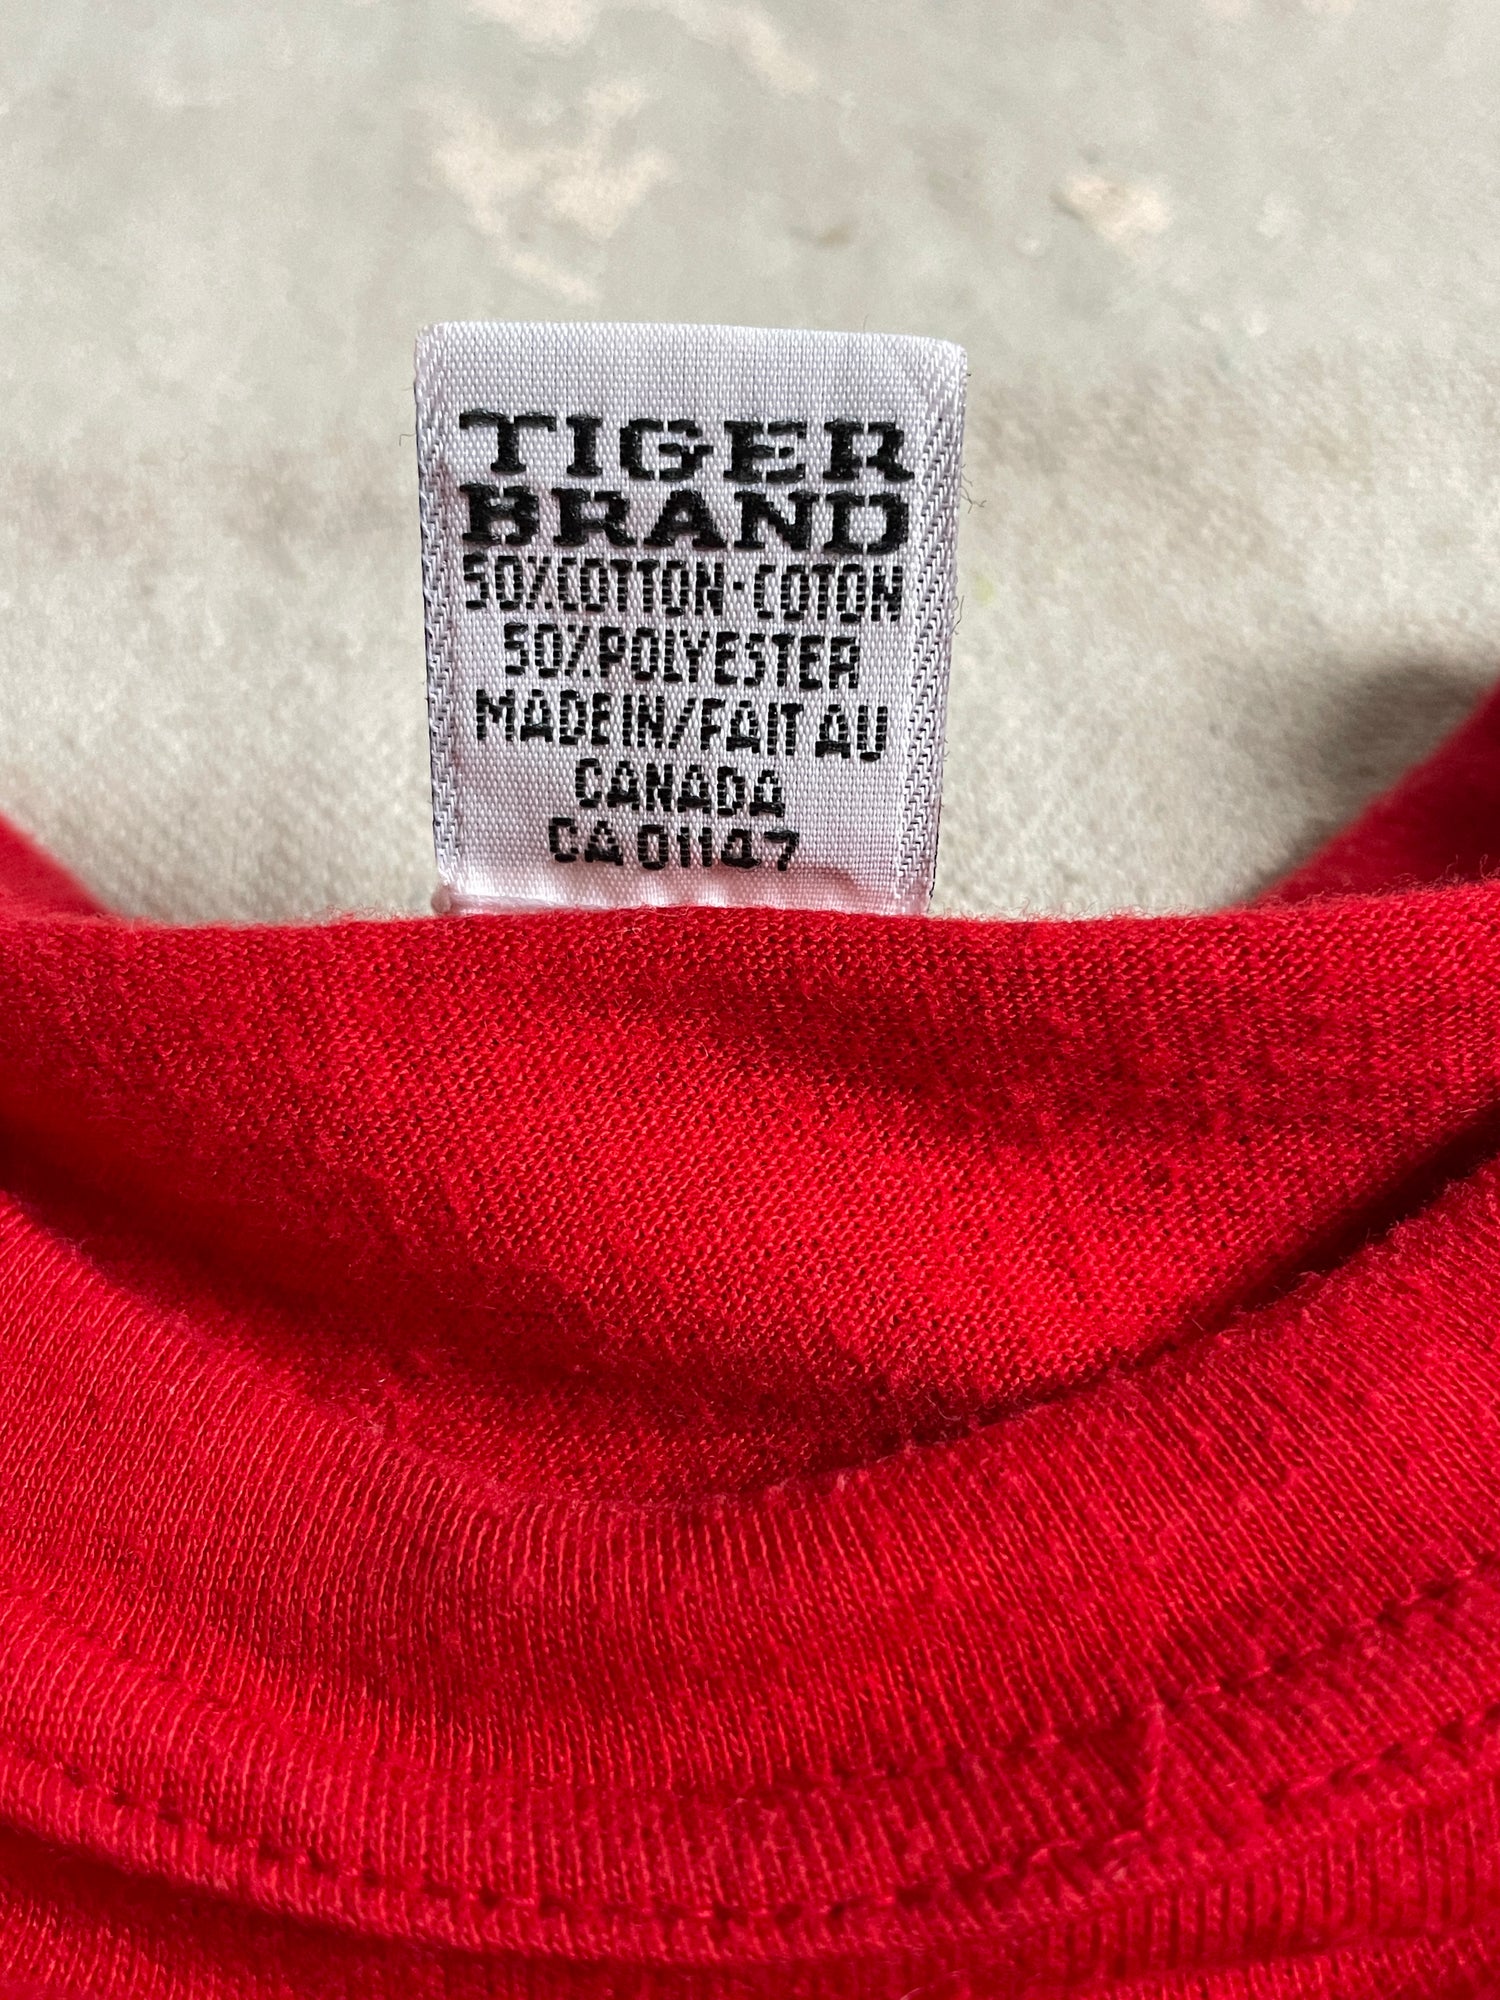 TIGER
BRAND
50% COTTON·COTON
50% POLYESTER
MADE IN/FAIT AU
CANADA
CA 01147